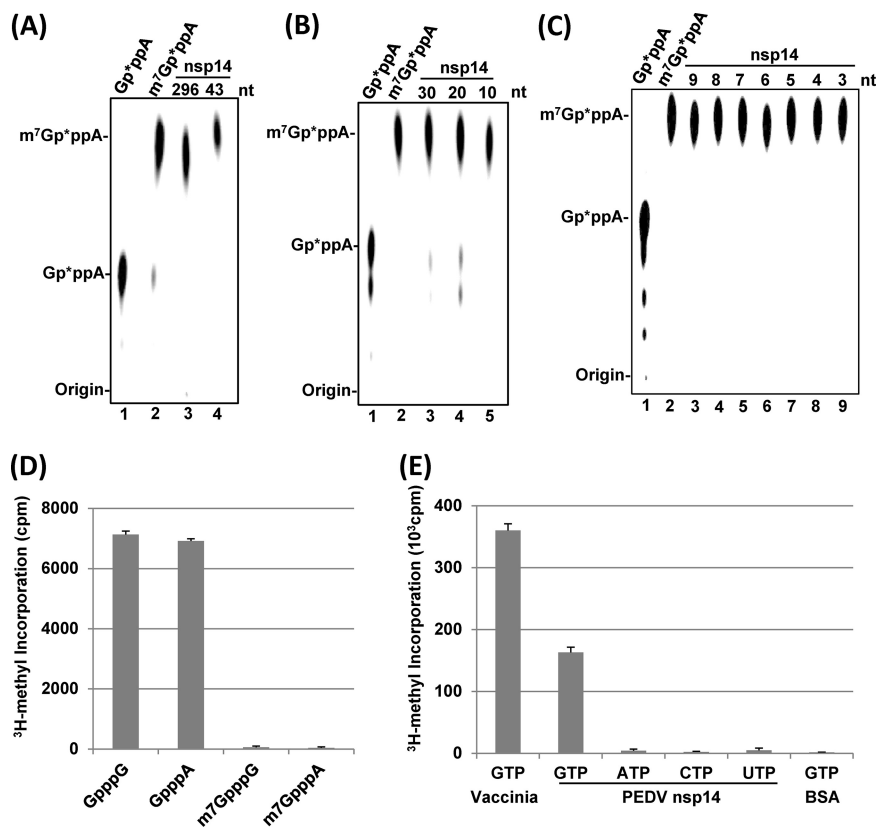 (A)
Gp*ppA
m⁷Gp*ppA
nsp14
296 43 nt
m⁷Gp*ppA-
Gp*ppA-
Origin-
1 2 3 4
(B)
Gp*ppA
m⁷Gp*ppA
nsp14
30 20 10 nt
m⁷Gp*ppA-
Gp*ppA-
Origin-
1 2 3 4 5
(C)
Gp*ppA
m⁷Gp*ppA
nsp14
9 8 7 6 5 4 3 nt
m⁷Gp*ppA-
Gp*ppA-
Origin-
1 2 3 4 5 6 7 8 9
(D)
³H-methyl Incorporation (cpm)
8000
6000
4000
2000
0
GpppG
GpppA
m7GpppG
m7GpppA
(E)
³H-methyl Incorporation (10³cpm)
400
300
200
100
0
GTP GTP ATP CTP UTP GTP
Vaccinia PEDV nsp14 BSA